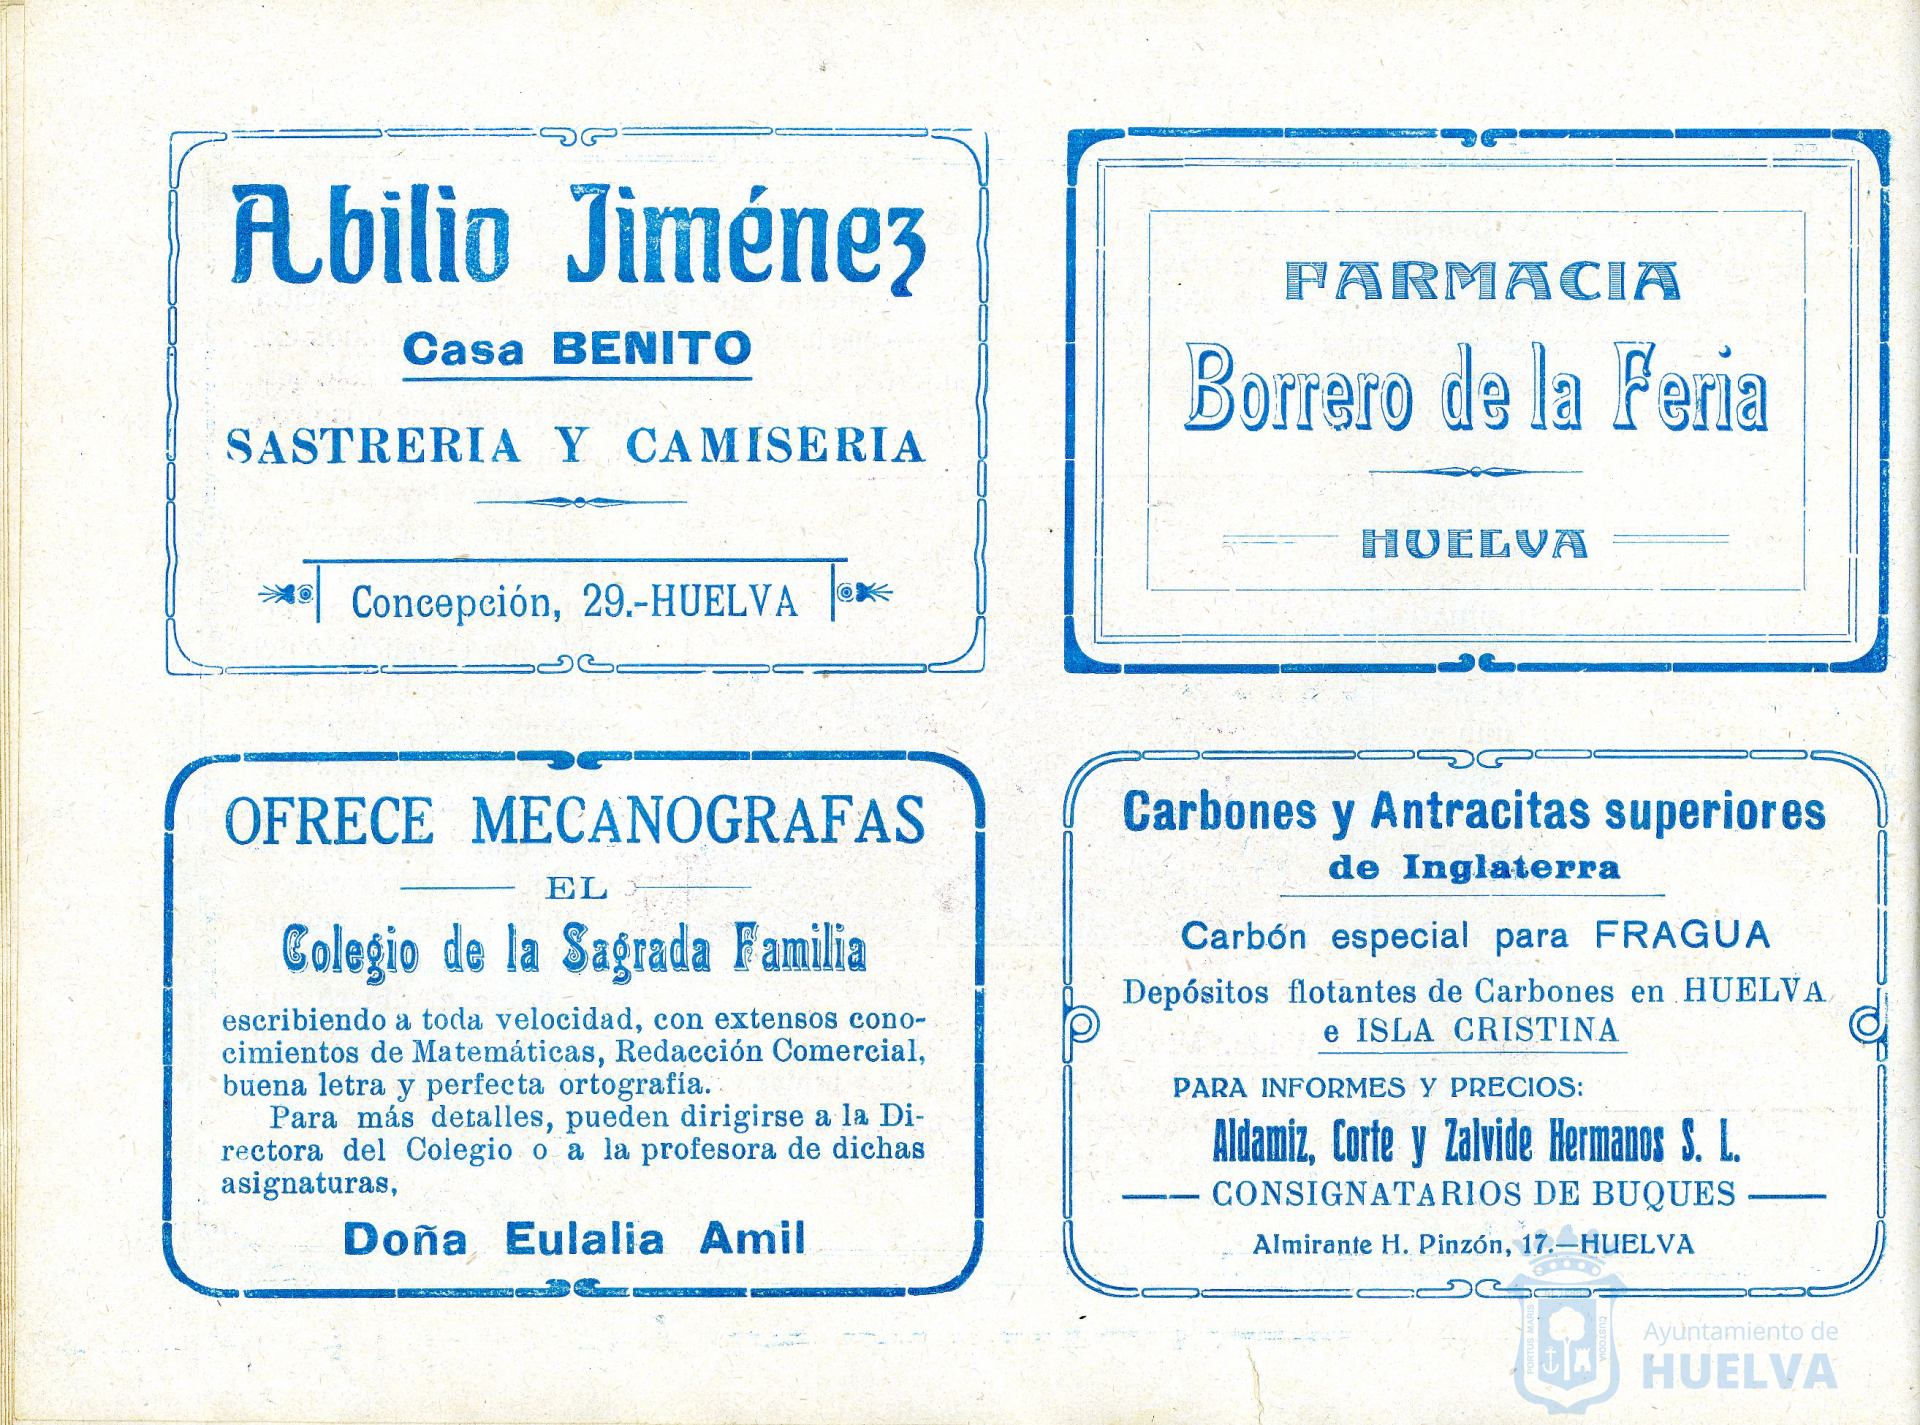 Abilio Jiménez
Casa BENITO
SASTRERIA Y CAMISERIA
Concepción, 29.-HUELVA
FARMACIA
Borrero de la Feria
HUELVA
OFRECE MECANOGRAFAS
EL
Colegio de la Sagrada Familia
escribiendo a toda velocidad, con extensos cono-
cimientos de Matemáticas, Redacción Comercial,
buena letra y perfecta ortografía.
Para más detalles, pueden dirigirse a la Di-
rectora del Colegio o a la profesora de dichas
asignaturas,
Doña Eulalia Amil
Carbones y Antracitas superiores
de Inglaterra
Carbón especial para FRAGUA
Depósitos flotantes de Carbones en HUELVA
e ISLA CRISTINA
PARA INFORMES Y PRECIOS:
Aldamiz, Corte y Zalvide Hermanos S. L.
CONSIGNATARIOS DE BUQUES
Almirante H. Pinzón, 17.—HUELVA
PORTUS MARIS
CUSTODIA
Ayuntamiento de
HUELVA